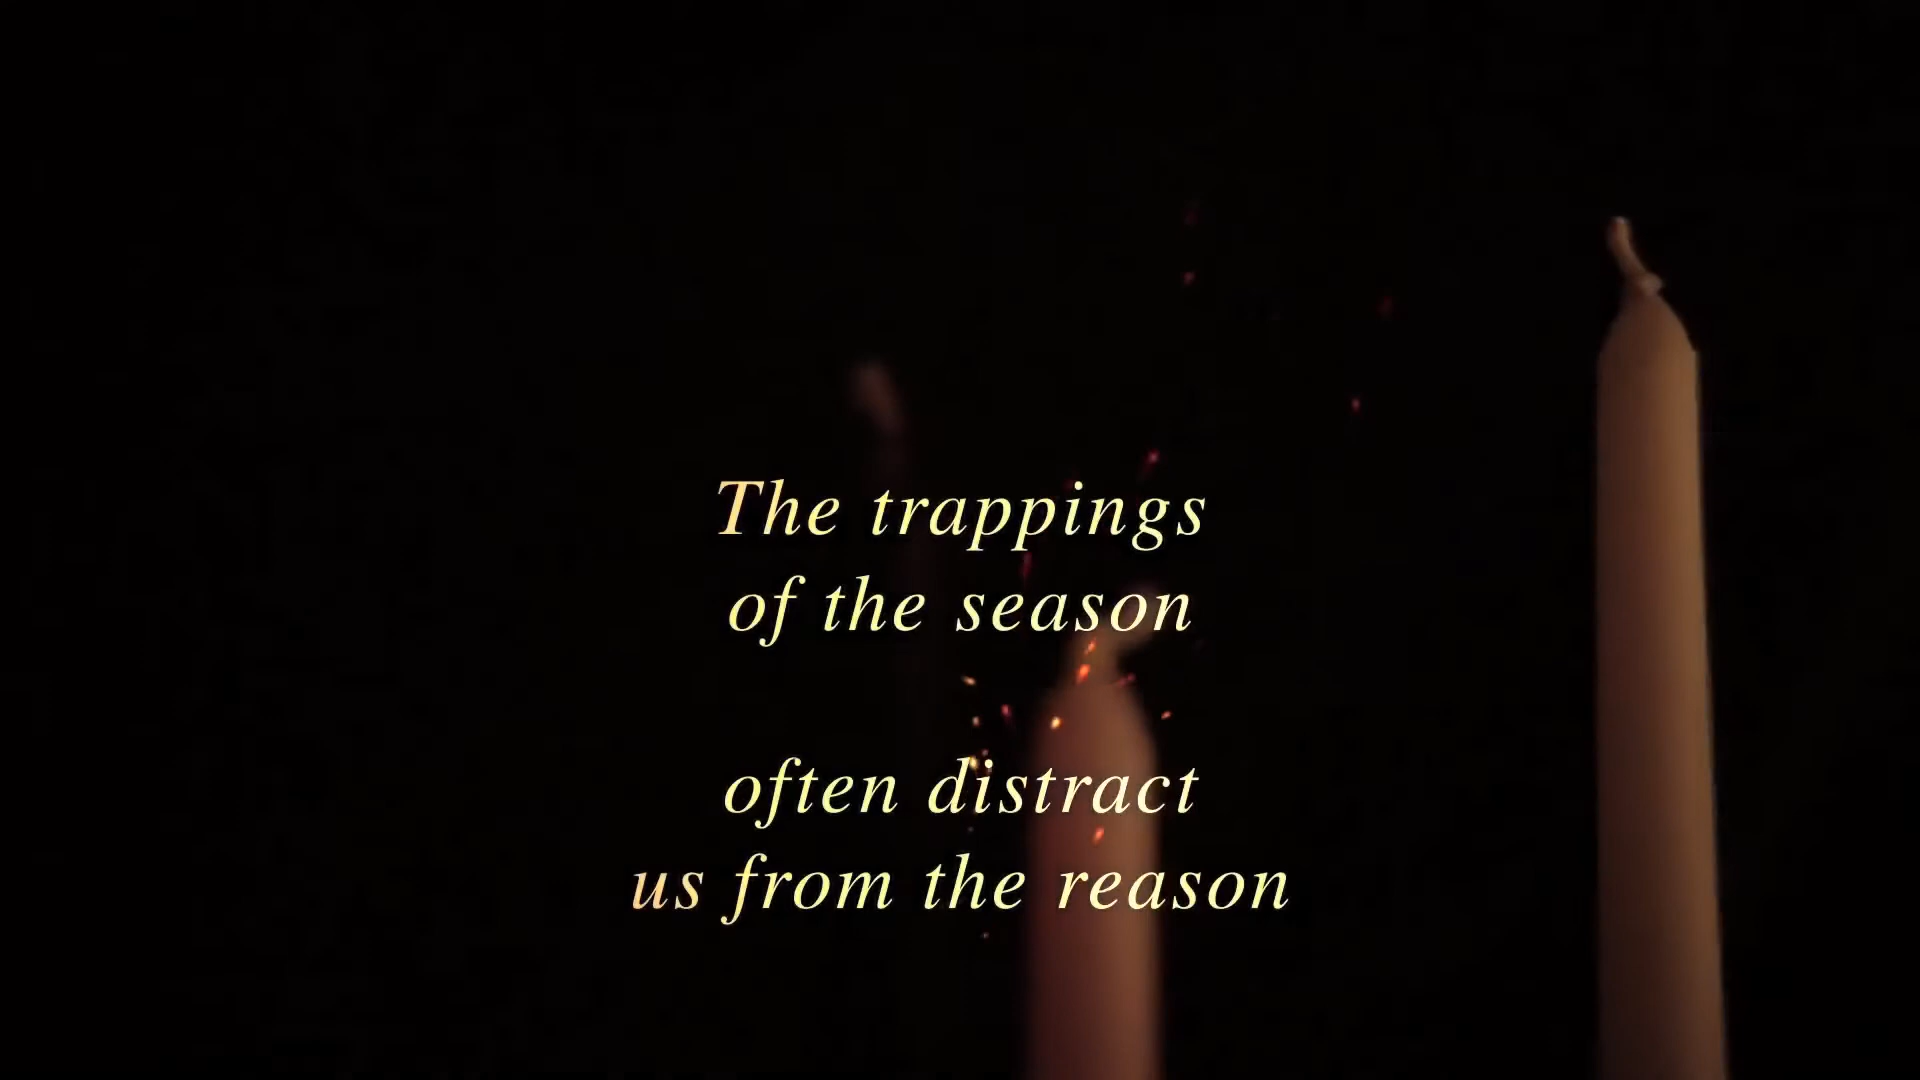 The trappings
of the season
often distract
us from the reason